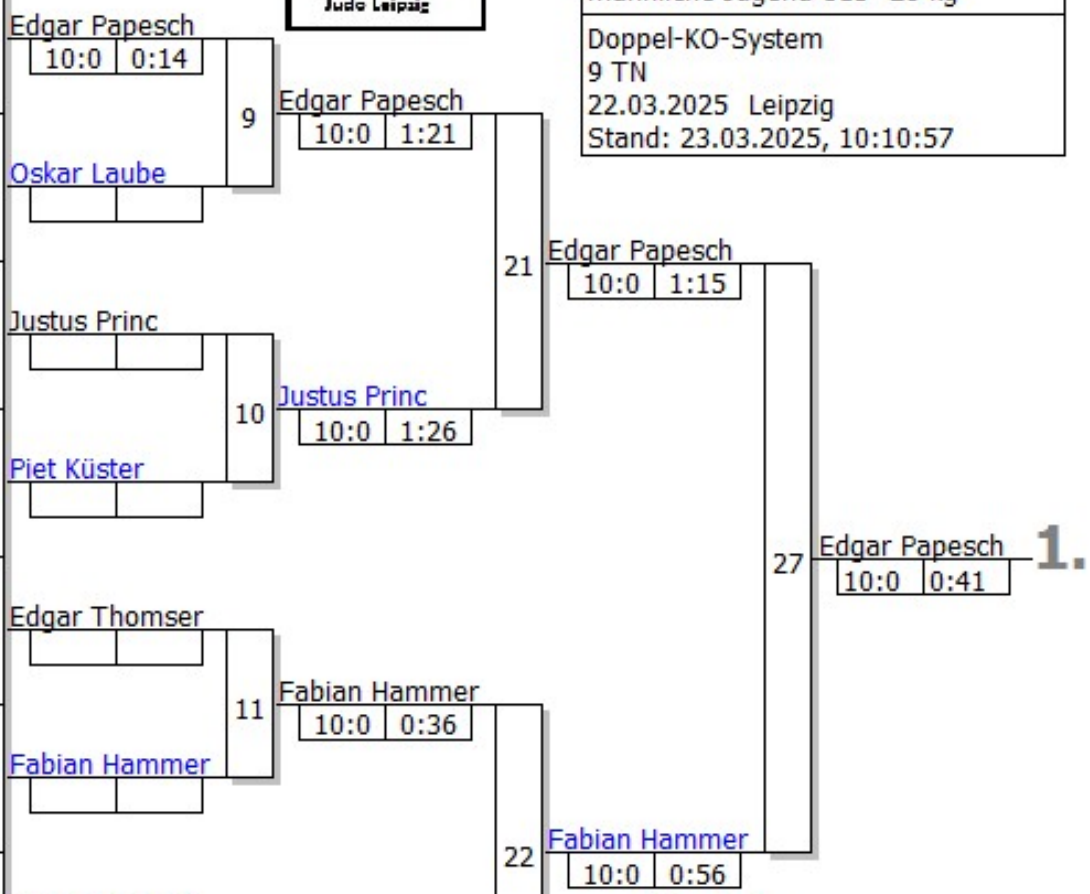 Judo Leipzig
Doppel-KO-System
9 TN
22.03.2025 Leipzig
Stand: 23.03.2025, 10:10:57
Edgar Papesch
10:0 0:14
9
Oskar Laube
Edgar Papesch
10:0 1:21
Justus Princ
10
Piet Küster
Justus Princ
10:0 1:26
21
Edgar Papesch
10:0 1:15
Edgar Thomser
11
Fabian Hammer
Fabian Hammer
10:0 0:36
22
Fabian Hammer
10:0 0:56
27
Edgar Papesch
10:0 0:41
1.